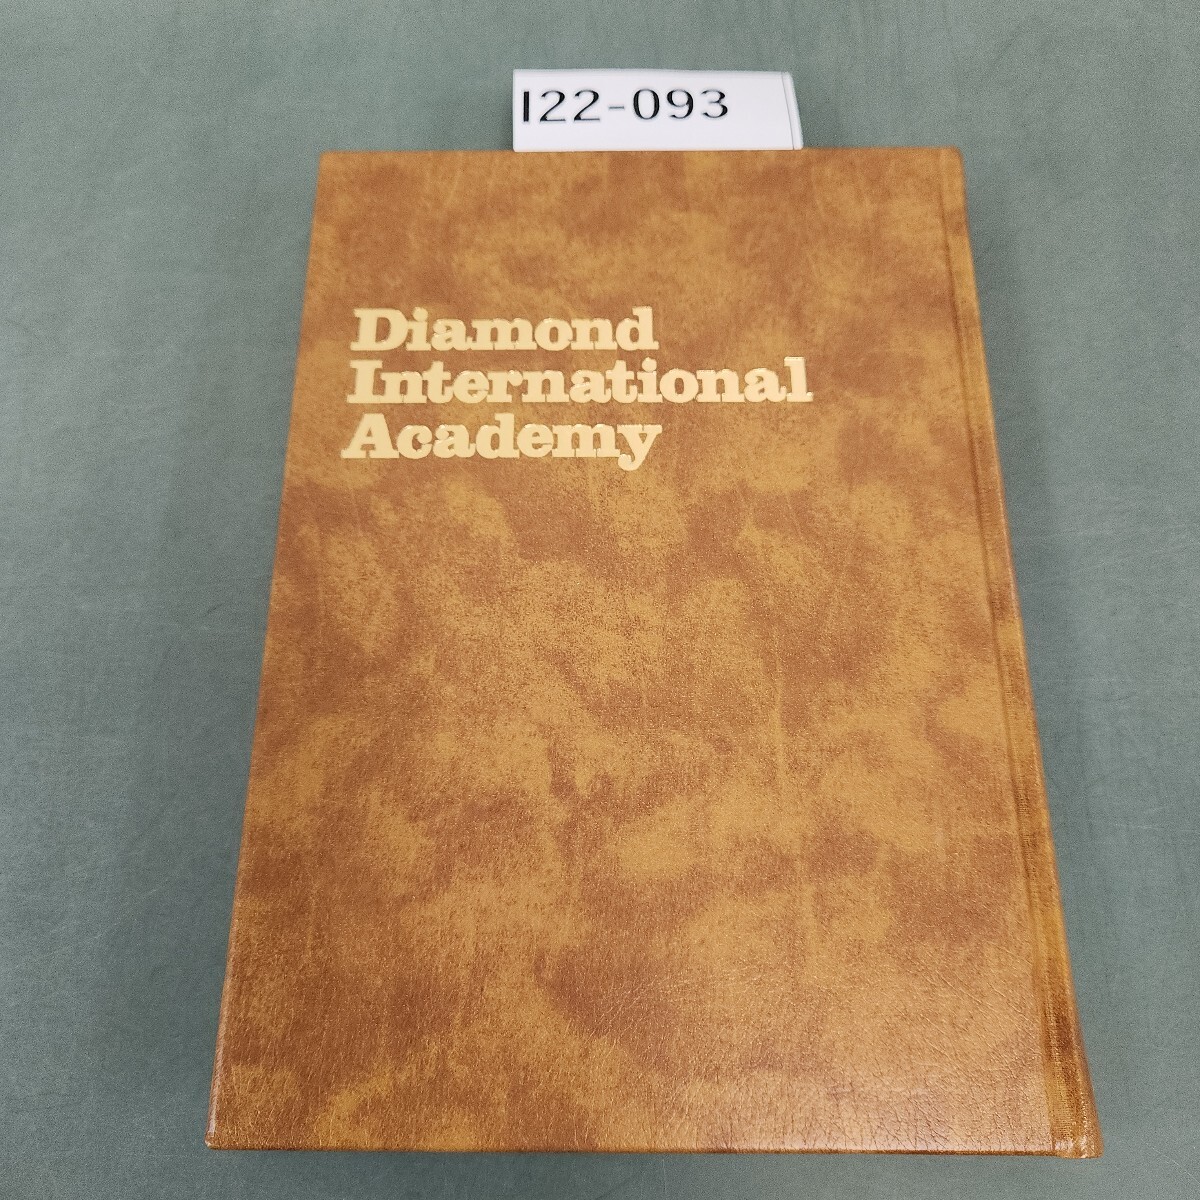 I22-093
Diamond
International
Academy